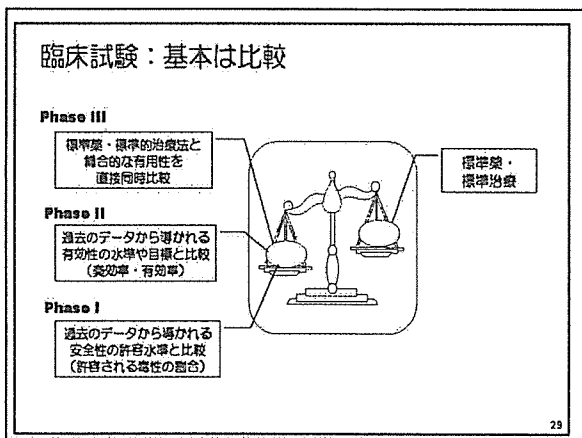 臨床試験：基本は比較
Phase III
標準薬・標準的治療法と
総合的な有用性を
直接同時比較
標準薬・
標準治療
Phase II
過去のデータから導かれる
有効性の水準や目標と比較
(奏効率・有効率)
Phase I
過去のデータから導かれる
安全性の許容水準と比較
(許容される毒性の割合)
29